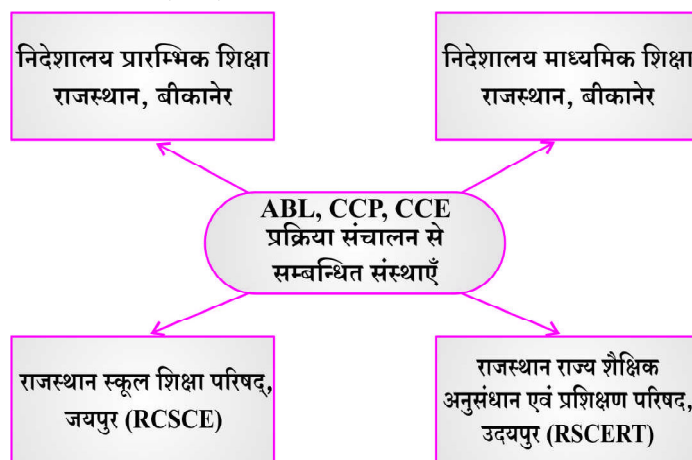 निदेशालय प्रारम्भिक शिक्षा
राजस्थान, बीकानेर
निदेशालय माध्यमिक शिक्षा
राजस्थान, बीकानेर
ABL, CCP, CCE
प्रक्रिया संचालन से
सम्बन्धित संस्थाएँ
राजस्थान स्कूल शिक्षा परिषद्,
जयपुर (RCSCE)
राजस्थान राज्य शैक्षिक
अनुसंधान एवं प्रशिक्षण परिषद,
उदयपुर (RSCERT)